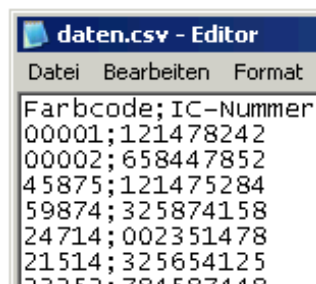 daten.csv - Editor
Datei Bearbeiten Format
Farbcode;IC-Nummer
00001;121478242
00002;658447852
45875;121475284
59874;325874158
24714;002351478
21514;325654125